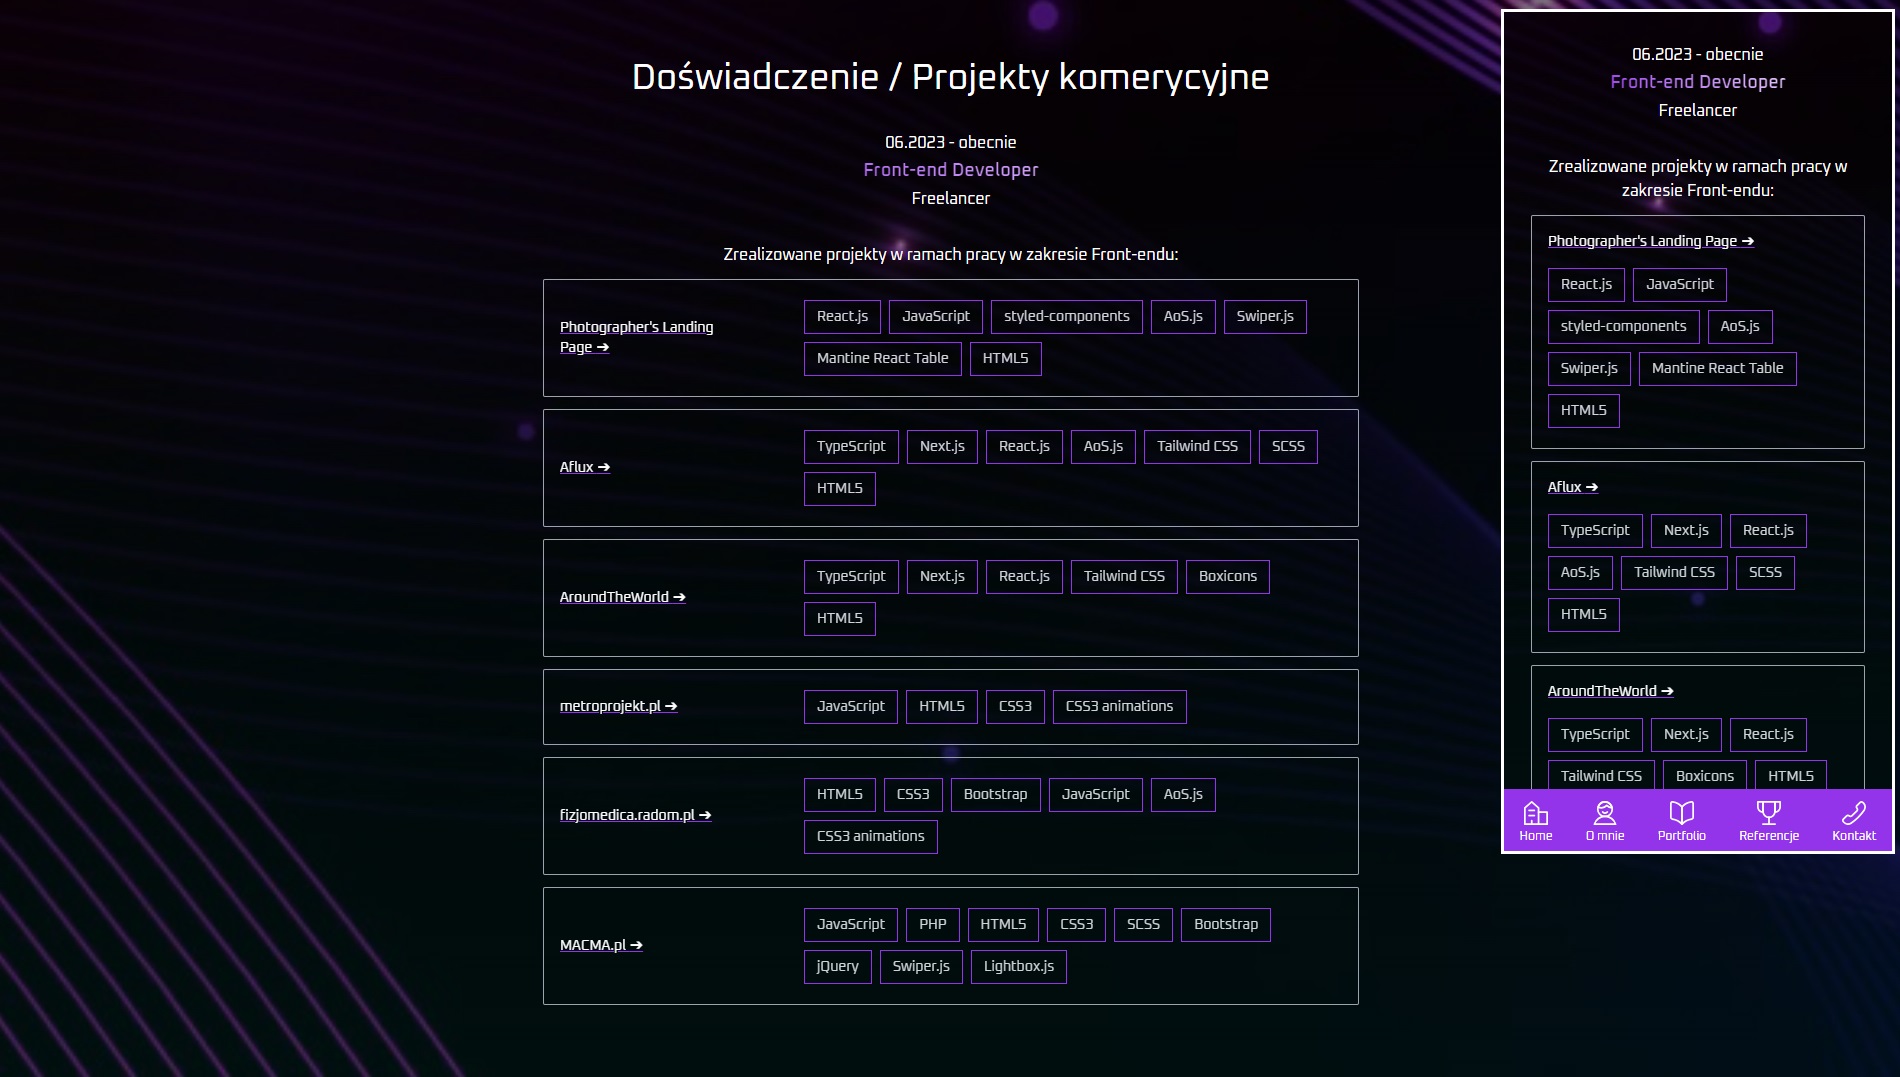 Doświadczenie / Projekty komerycyjne
06.2023 - obecnie
Front-end Developer
Freelancer
Zrealizowane projekty w ramach pracy w zakresie Front-endu:
Photographer's Landing
Page ➔
React.js JavaScript styled-components AoS.js Swiper.js
Mantine React Table HTML5
Aflux ➔
TypeScript Next.js React.js AoS.js Tailwind CSS SCSS
HTML5
AroundTheWorld ➔
TypeScript Next.js React.js Tailwind CSS Boxicons
HTML5
metroprojekt.pl ➔
JavaScript HTML5 CSS3 CSS3 animations
fizjomedica.radom.pl ➔
HTML5 CSS3 Bootstrap JavaScript AoS.js
CSS3 animations
MACMA.pl ➔
JavaScript PHP HTML5 CSS3 SCSS Bootstrap
jQuery Swiper.js Lightbox.js
06.2023 - obecnie
Front-end Developer
Freelancer
Zrealizowane projekty w ramach pracy w
zakresie Front-endu:
Photographer's Landing Page ➔
React.js JavaScript
styled-components AoS.js
Swiper.js Mantine React Table
HTML5
Aflux ➔
TypeScript Next.js React.js
AoS.js Tailwind CSS SCSS
HTML5
AroundTheWorld ➔
TypeScript Next.js React.js
Tailwind CSS Boxicons HTML5
Home O mnie Portfolio Referencje Kontakt